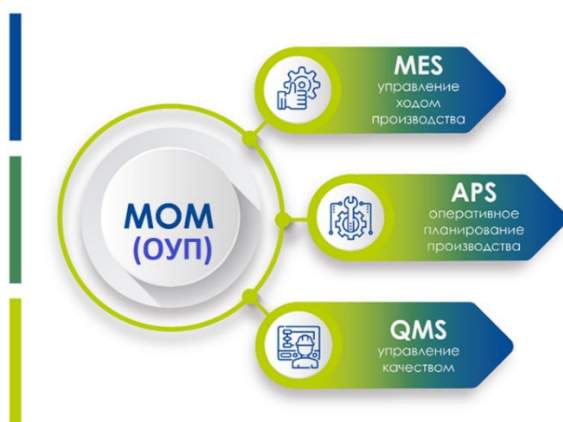 MOM
(ОУП)
MES
управление
ходом
производства
APS
оперативное
планирование
производства
QMS
управление
качеством